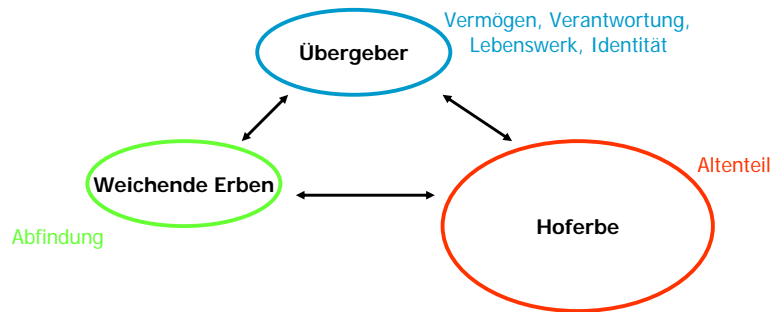 Vermögen, Verantwortung,
Lebenswerk, Identität
Übergeber
Altenteil
Weichende Erben
Hoferbe
Abfindung